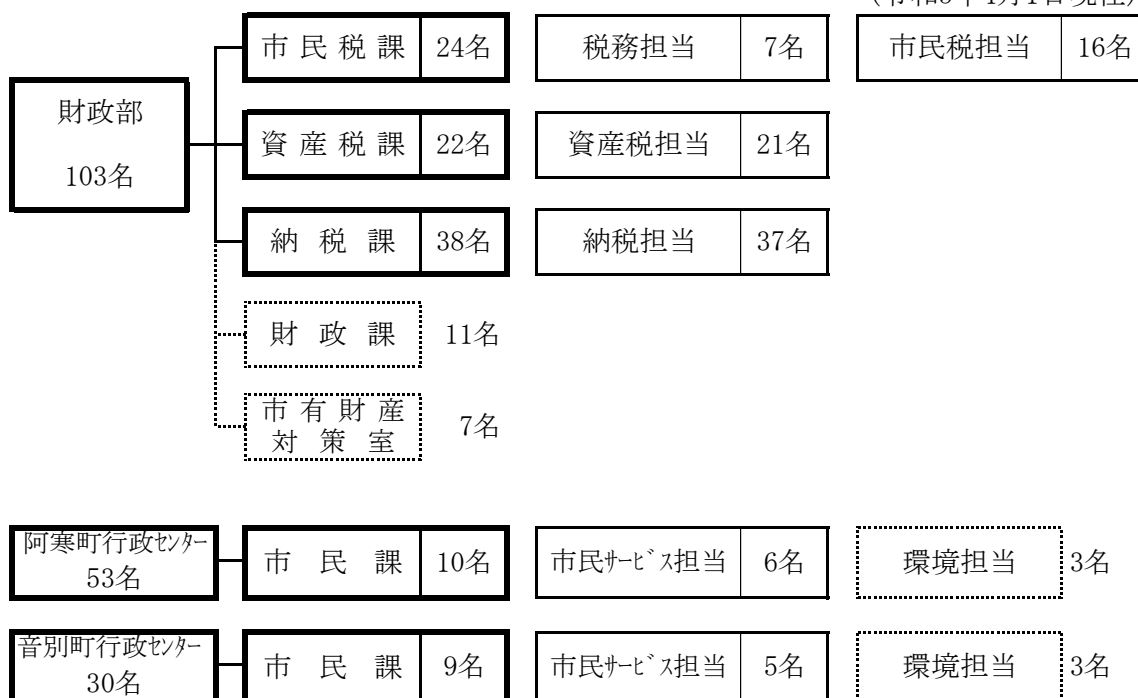 市 民 税 課 24名 税務担当 7名 市民税担当 16名
財政部
103名
資 産 税 課 22名 資産税担当 21名
納 税 課 38名 納税担当 37名
財 政 課 11名
市 有 財 産
対 策 室 7名
阿寒町行政ｾﾝﾀｰ
53名
市 民 課 10名 市民ｻｰﾋﾞｽ担当 6名 環境担当 3名
音別町行政ｾﾝﾀｰ
30名
市 民 課 9名 市民ｻｰﾋﾞｽ担当 5名 環境担当 3名